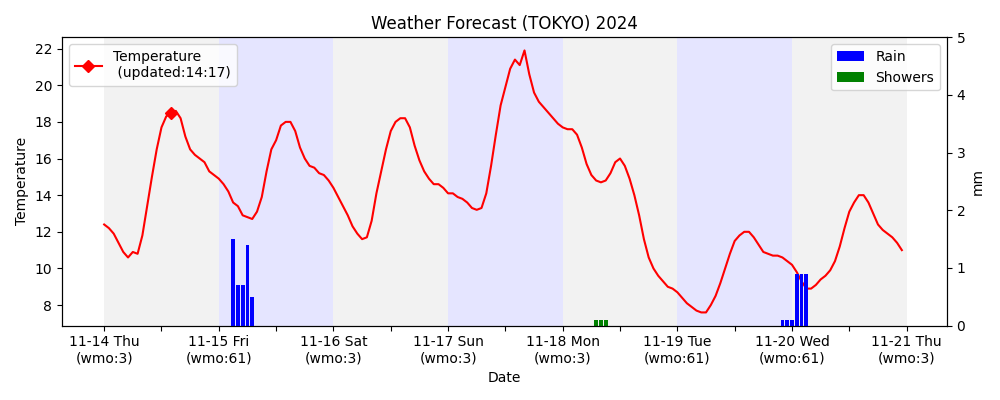 Weather Forecast (TOKYO) 2024
Temperature
(updated:14:17)
Rain
Showers
Temperature
22
20
18
16
14
12
10
8
5
4
3
2
1
0
mm
11-14 Thu
(wmo:3)
11-15 Fri
(wmo:61)
11-16 Sat
(wmo:3)
11-17 Sun
(wmo:3)
11-18 Mon
(wmo:3)
11-19 Tue
(wmo:61)
11-20 Wed
(wmo:61)
11-21 Thu
(wmo:3)
Date